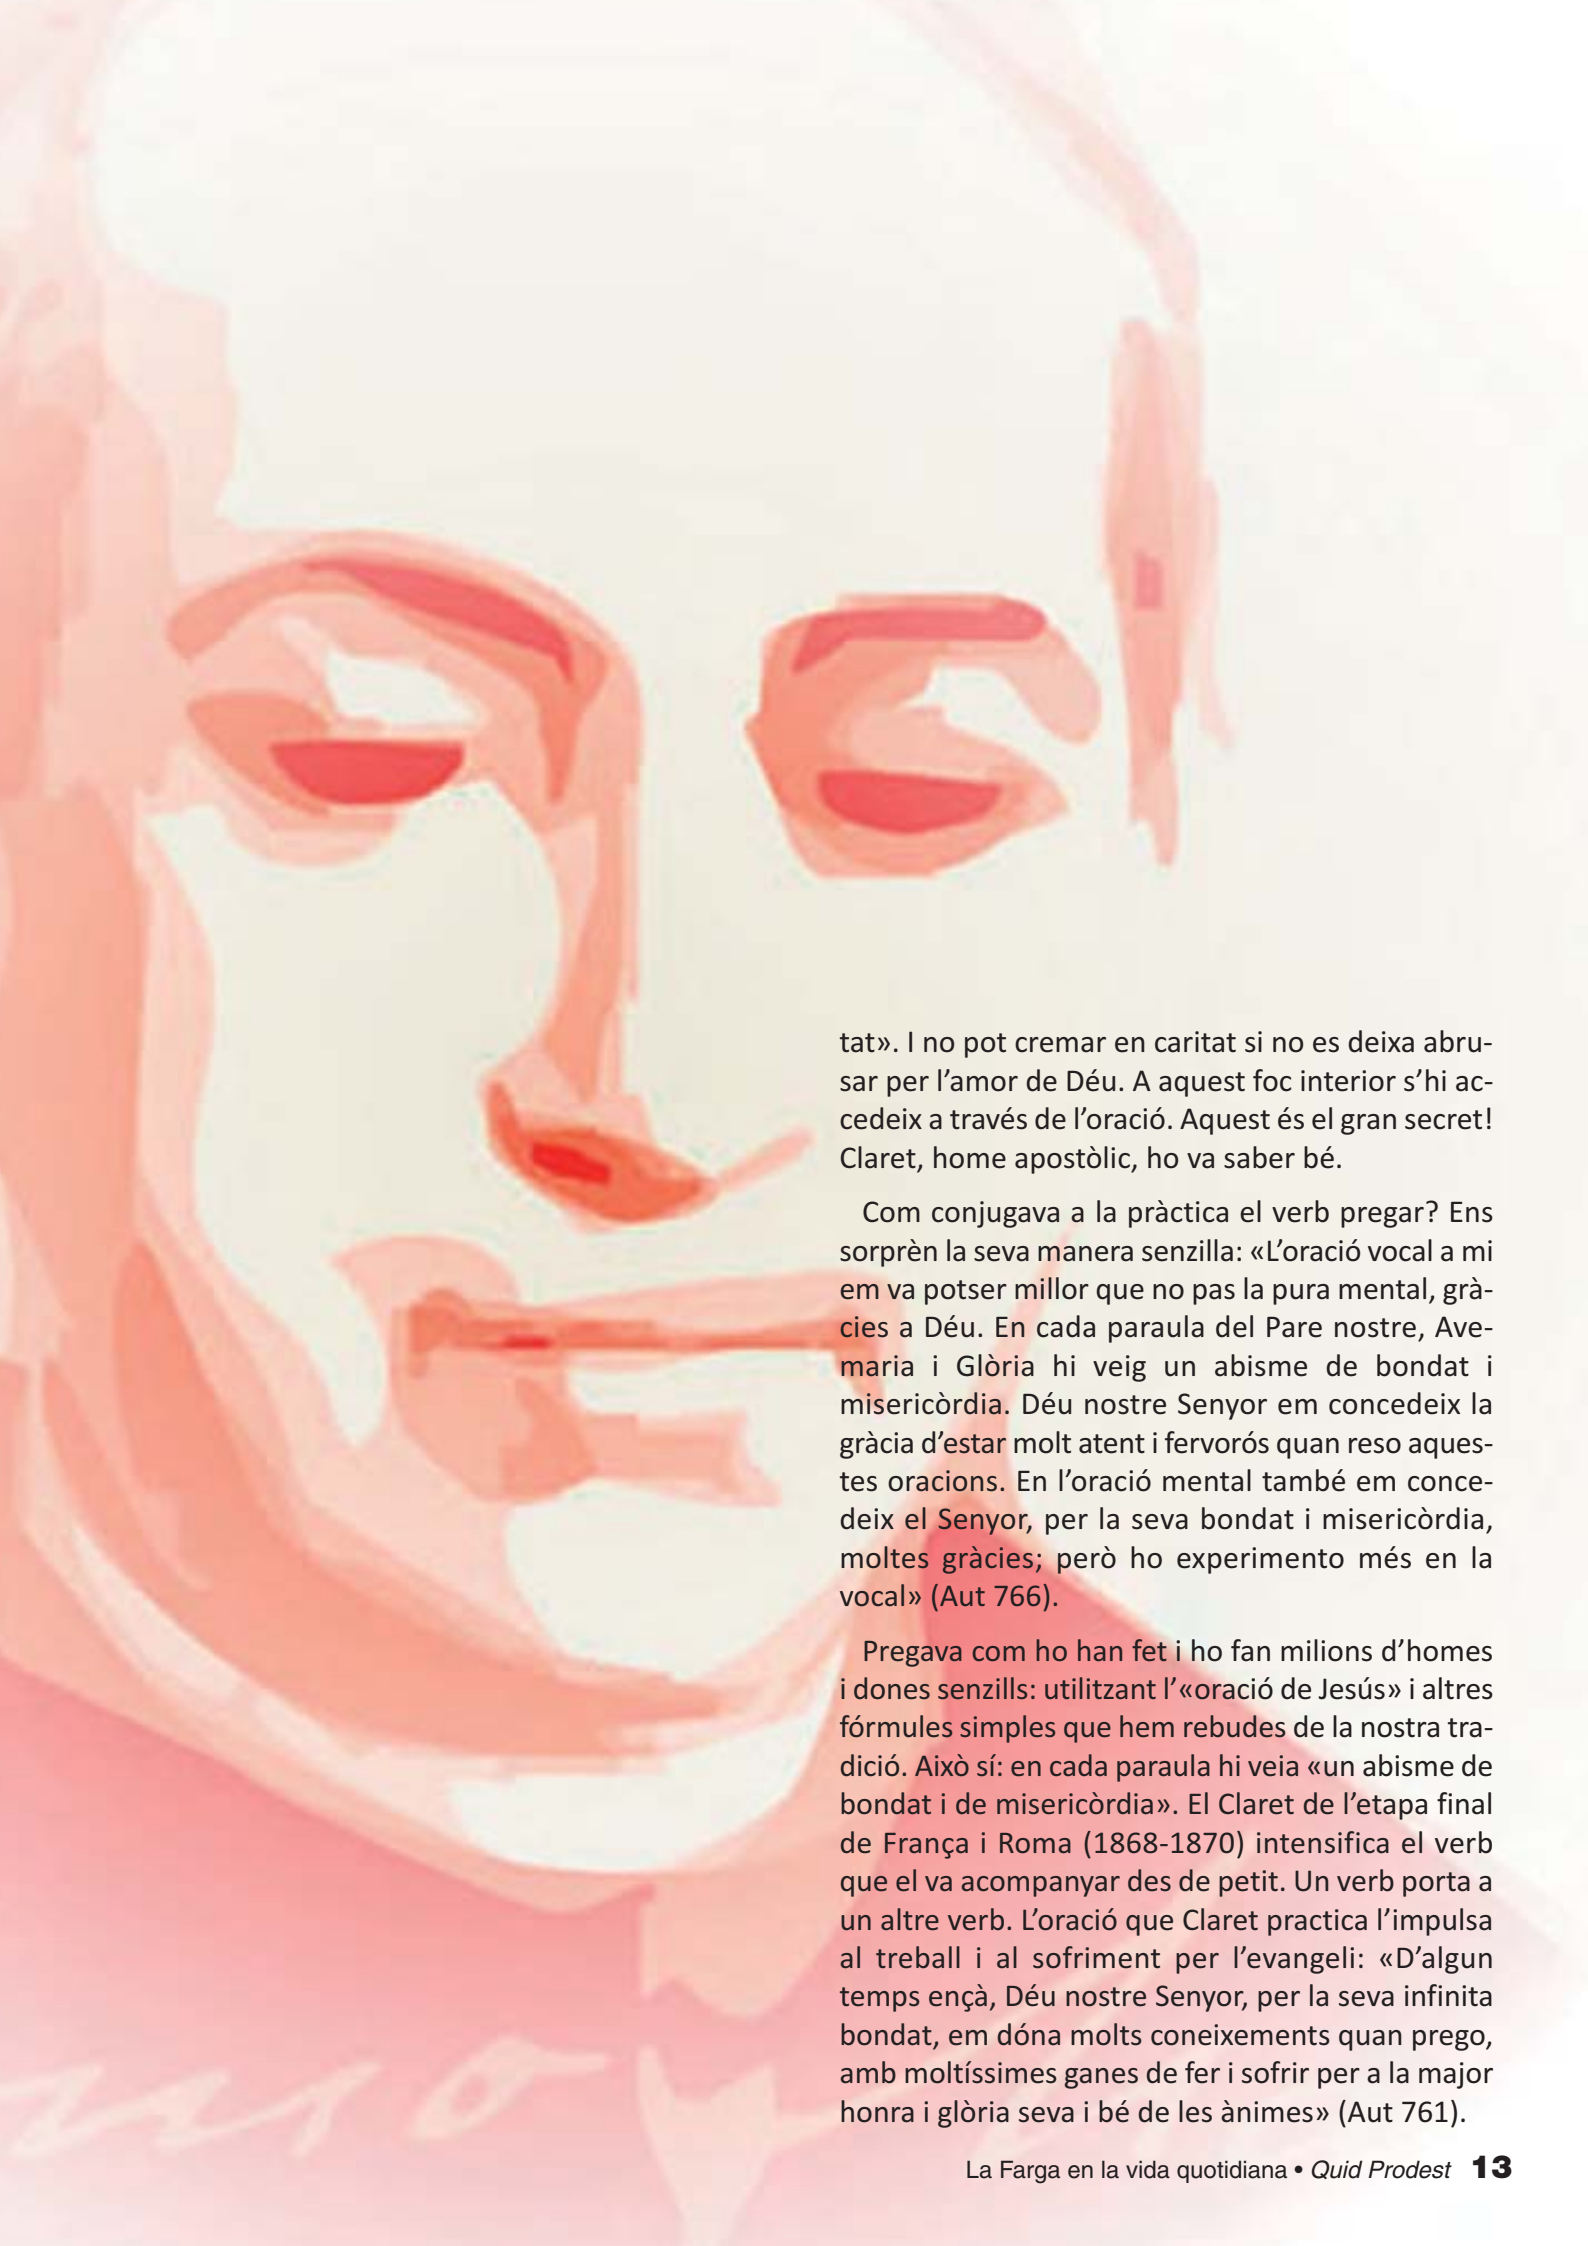 tat». I no pot cremar en caritat si no es deixa abru-
sar per l’amor de Déu. A aquest foc interior s’hi ac-
cedeix a través de l’oració. Aquest és el gran secret!
Claret, home apostòlic, ho va saber bé.
Com conjugava a la pràctica el verb pregar? Ens
sorprèn la seva manera senzilla: «L’oració vocal a mi
em va potser millor que no pas la pura mental, grà-
cies a Déu. En cada paraula del Pare nostre, Ave-
maria i Glòria hi veig un abisme de bondat i
misericòrdia. Déu nostre Senyor em concedeix la
gràcia d’estar molt atent i fervorós quan reso aques-
tes oracions. En l’oració mental també em conce-
deix el Senyor, per la seva bondat i misericòrdia,
moltes gràcies; però ho experimento més en la
vocal» (Aut 766).
Pregava com ho han fet i ho fan milions d’homes
i dones senzills: utilitzant l’«oració de Jesús» i altres
fórmules simples que hem rebudes de la nostra tra-
dició. Això sí: en cada paraula hi veia «un abisme de
bondat i de misericòrdia». El Claret de l’etapa final
de França i Roma (1868-1870) intensifica el verb
que el va acompanyar des de petit. Un verb porta a
un altre verb. L’oració que Claret practica l’impulsa
al treball i al sofriment per l’evangeli: «D’algun
temps ençà, Déu nostre Senyor, per la seva infinita
bondat, em dóna molts coneixements quan prego,
amb moltíssimes ganes de fer i sofrir per a la major
honra i glòria seva i bé de les ànimes» (Aut 761).
La Farga en la vida quotidiana • Quid Prodest 13